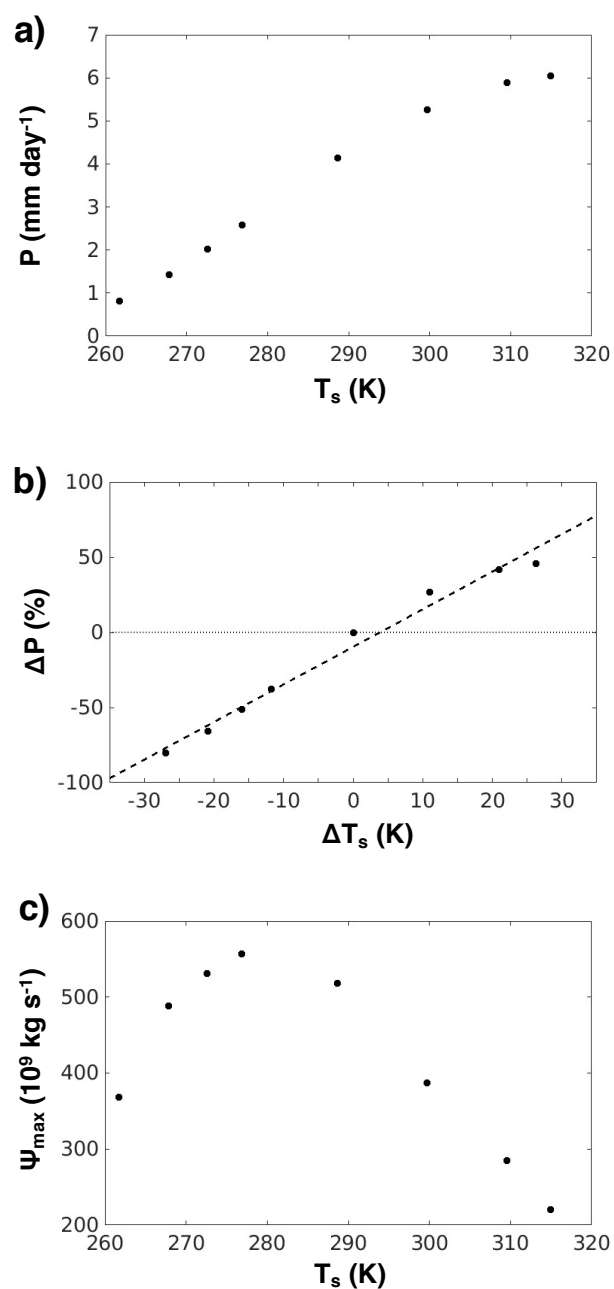 a)
7
6
5
4
3
2
1
0
P (mm day⁻¹)
260 270 280 290 300 310 320
Tₛ (K)
b)
100
50
0
-50
-100
ΔP (%)
-30 -20 -10 0 10 20 30
ΔTₛ (K)
c)
600
500
400
300
200
Ψₘₐₓ (10⁹ kg s⁻¹)
260 270 280 290 300 310 320
Tₛ (K)